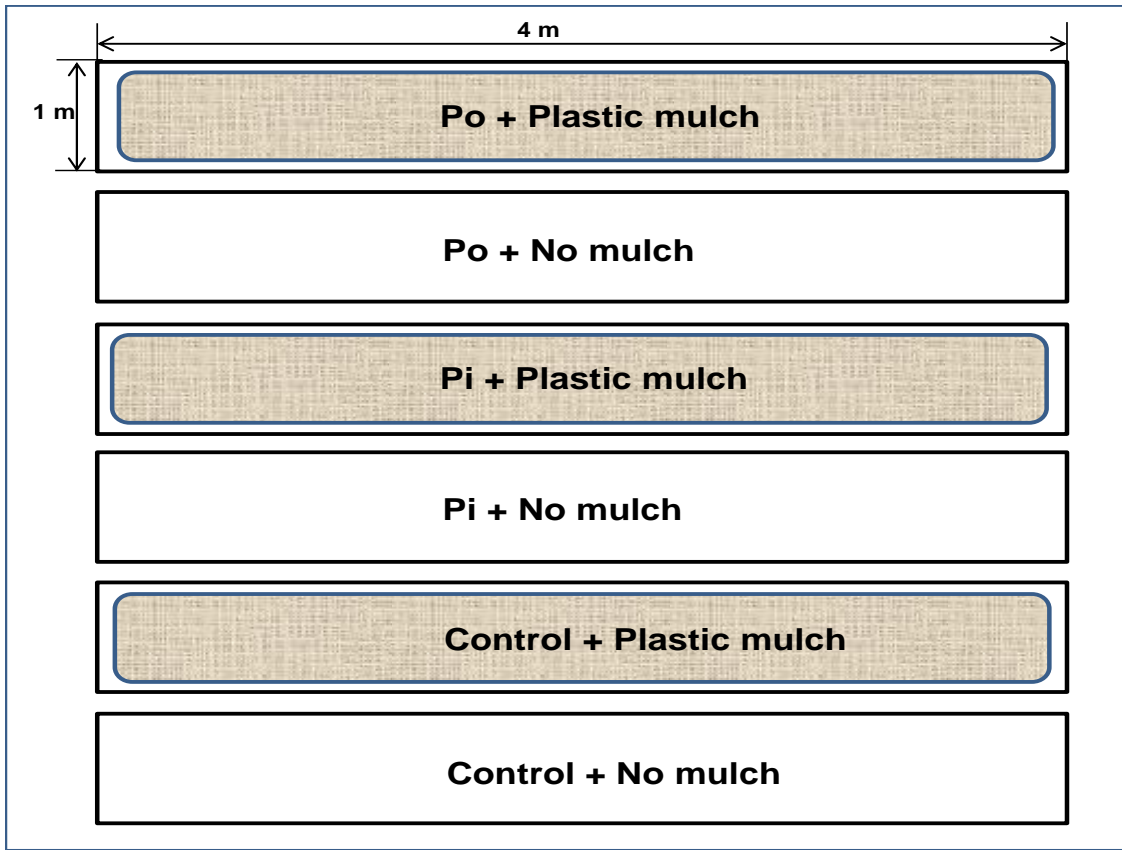 4 m
1 m
Po + Plastic mulch
Po + No mulch
Pi + Plastic mulch
Pi + No mulch
Control + Plastic mulch
Control + No mulch